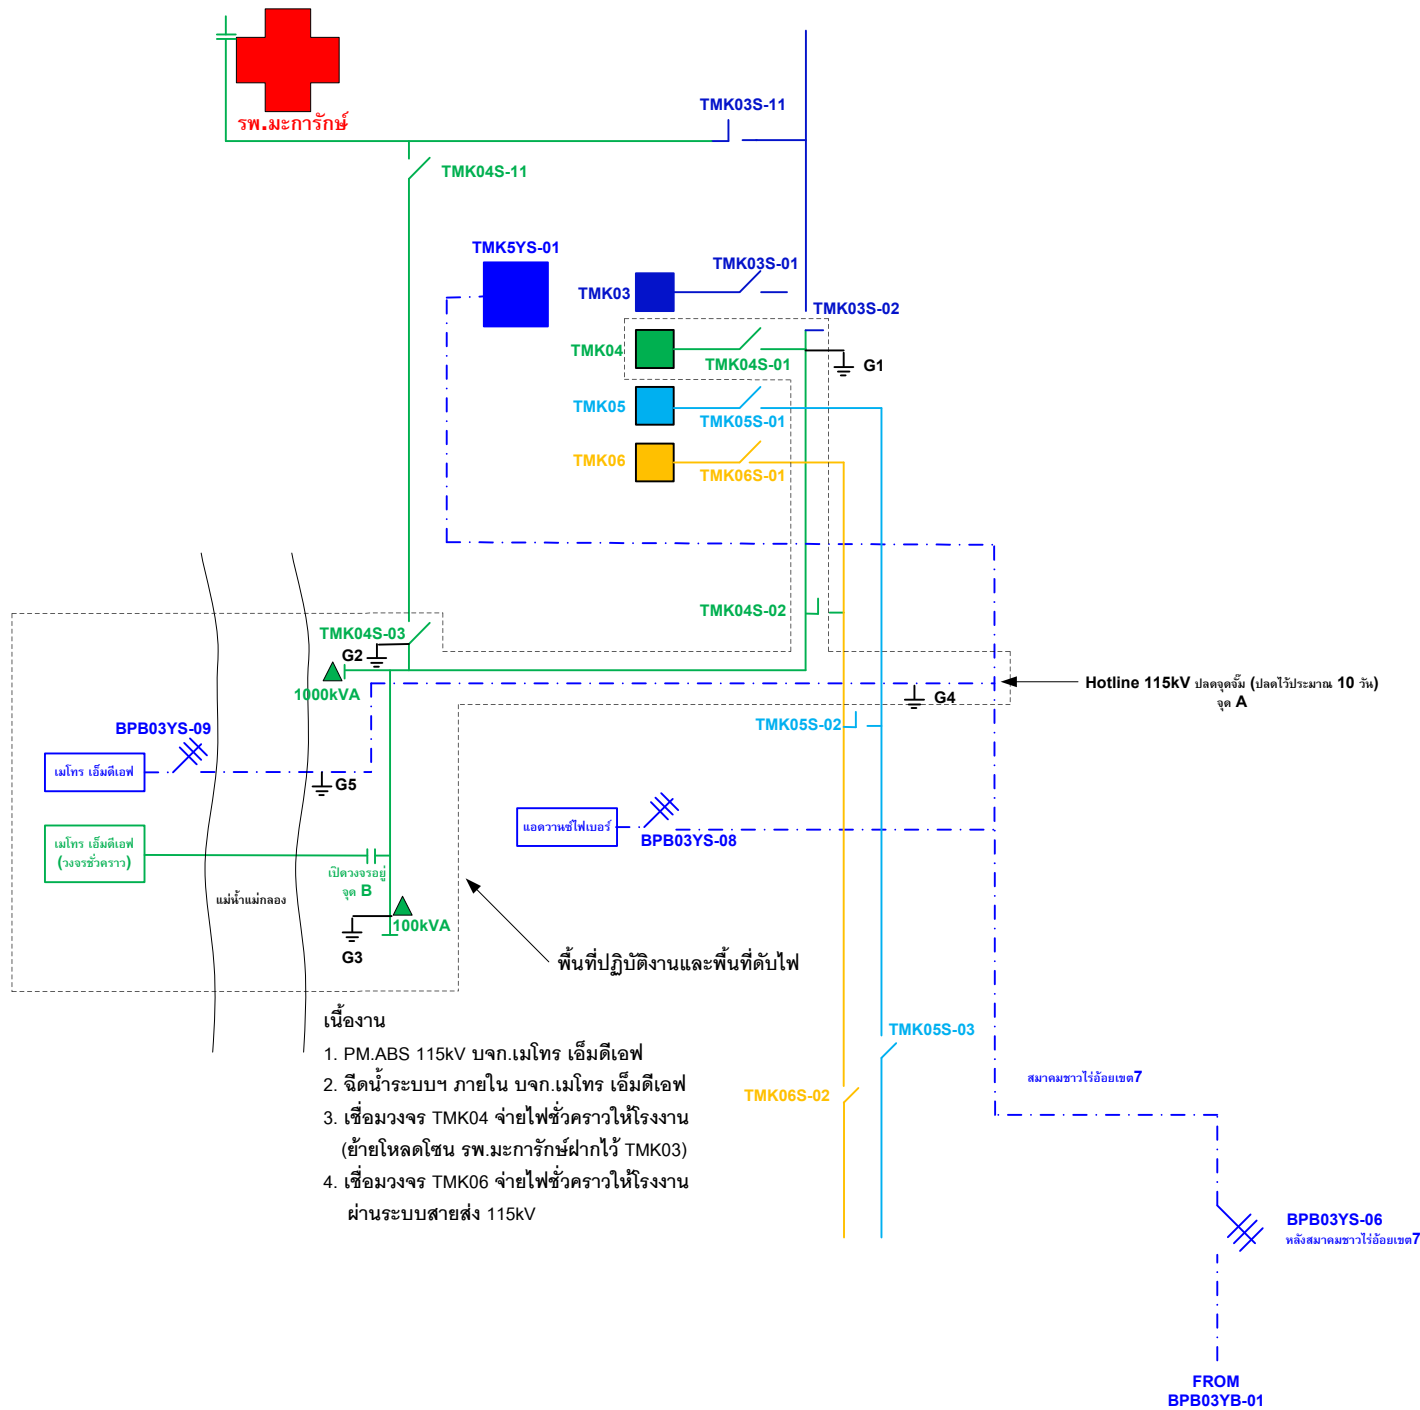 รพ.มะการักษ์
TMK03S-11
TMK04S-11
TMK5YS-01
TMK03S-01
TMK03
TMK03S-02
TMK04
TMK04S-01
G1
TMK05
TMK05S-01
TMK06
TMK06S-01
TMK04S-02
TMK04S-03
G2
1000kVA
Hotline 115kV ปลดจุดจั๊ม (ปลดไว้ประมาณ 10 วัน)
จุด A
G4
TMK05S-02
BPB03YS-09
เมโทร เอ็มดีเอฟ
G5
แอดวานซ์ไฟเบอร์
BPB03YS-08
เมโทร เอ็มดีเอฟ
(วงจรชั่วคราว)
เปิดวงจรอยู่
จุด B
แม่น้ำแม่กลอง
100kVA
G3
พื้นที่ปฏิบัติงานและพื้นที่ดับไฟ
เนื้องาน
1. PM.ABS 115kV บจก.เมโทร เอ็มดีเอฟ
2. ฉีดน้ำระบบฯ ภายใน บจก.เมโทร เอ็มดีเอฟ
3. เชื่อมวงจร TMK04 จ่ายไฟชั่วคราวให้โรงงาน
(ย้ายโหลดโซน รพ.มะการักษ์ฝากไว้ TMK03)
4. เชื่อมวงจร TMK06 จ่ายไฟชั่วคราวให้โรงงาน
ผ่านระบบสายส่ง 115kV
TMK05S-03
TMK06S-02
สมาคมชาวไร่อ้อยเขต7
BPB03YS-06
หลังสมาคมชาวไร่อ้อยเขต7
FROM
BPB03YB-01